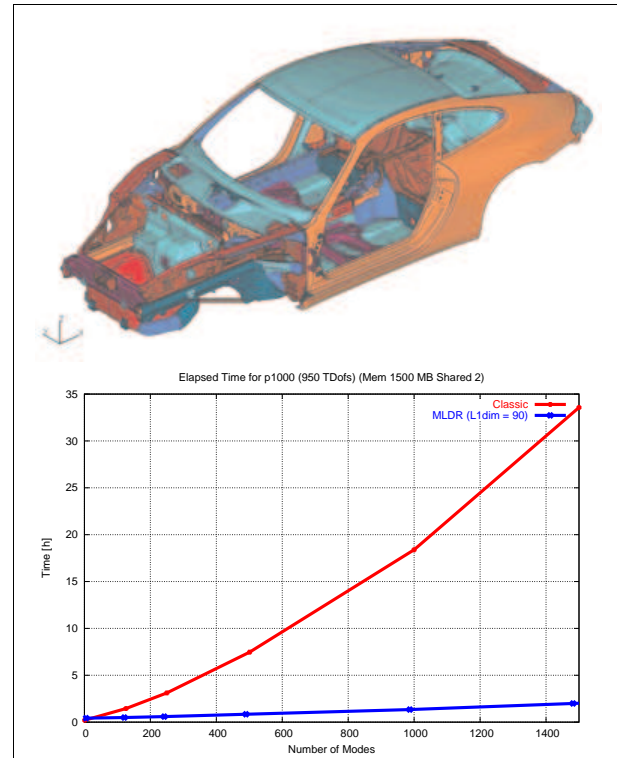 Elapsed Time for p1000 (950 TDofs) (Mem 1500 MB Shared 2)
35
30
25
20
15
10
5
0
Time [h]
Classic
MLDR (L1dim = 90)
0 200 400 600 800 1000 1200 1400
Number of Modes